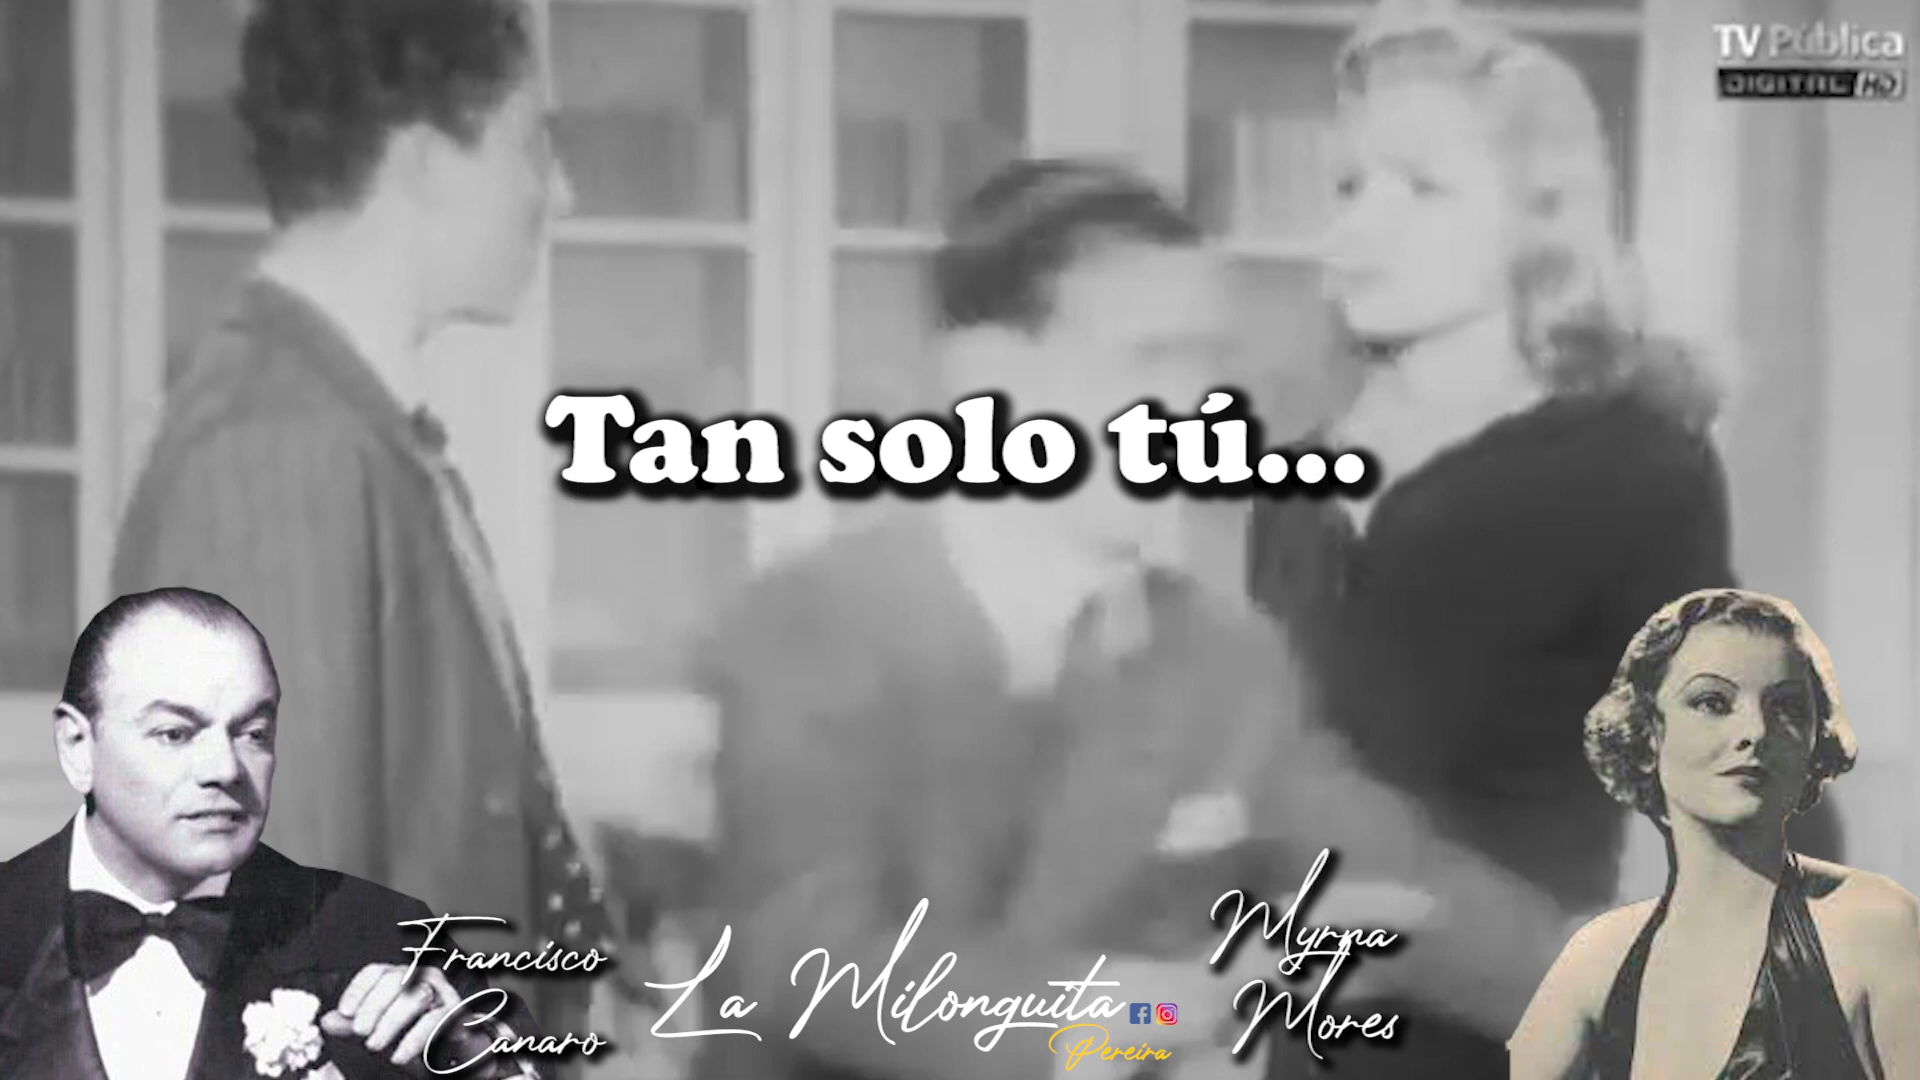 TV Pública
DIGITAL HD
Tan solo tú...
Francisco
Canaro
La Milonguita
Pereira
Myrna
Mores